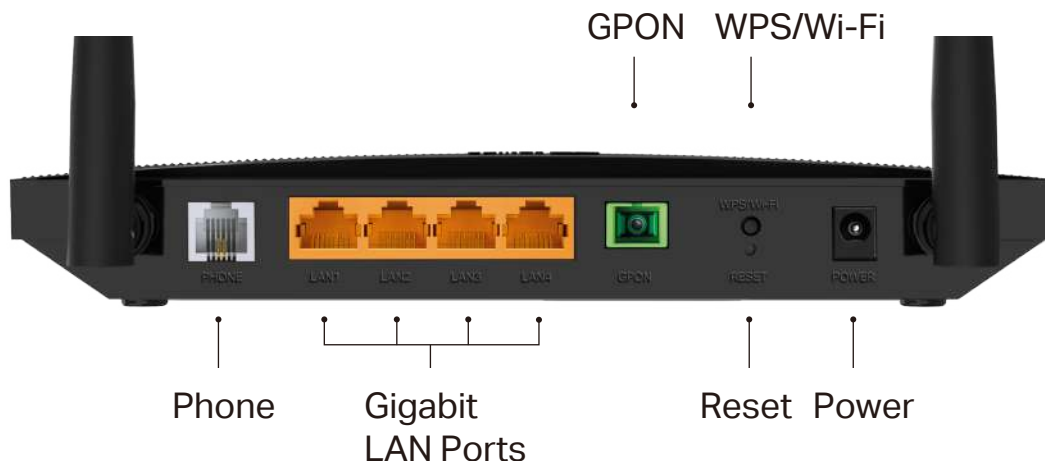 GPON WPS/Wi-Fi
WPS/Wi-Fi
PHONE LAN1 LAN2 LAN3 LAN4 GPON RESET POWER
Phone Gigabit LAN Ports Reset Power